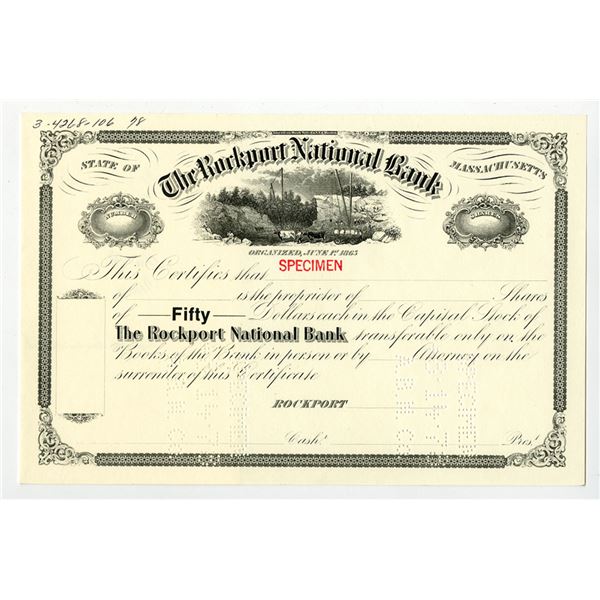 3-4268-106 98
The Rockport National Bank
STATE OF MASSACHUSETTS
NUMBER SHARES
ORGANIZED, JUNE 1st 1865
SPECIMEN
This Certifies that
of is the proprietor of Shares
of Fifty Dollars each in the Capital Stock of
The Rockport National Bank transferable only on the
Books of the Bank in person or by Attorney on the
surrender of this Certificate
ROCKPORT
Cash.r Pres.t